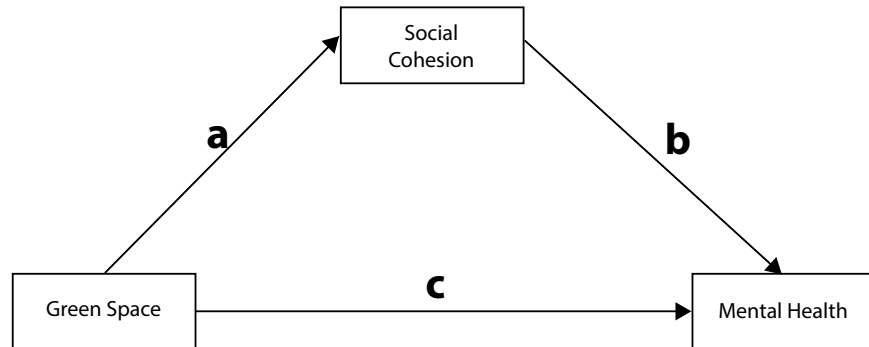 Social
Cohesion
a
b
Green Space
c
Mental Health